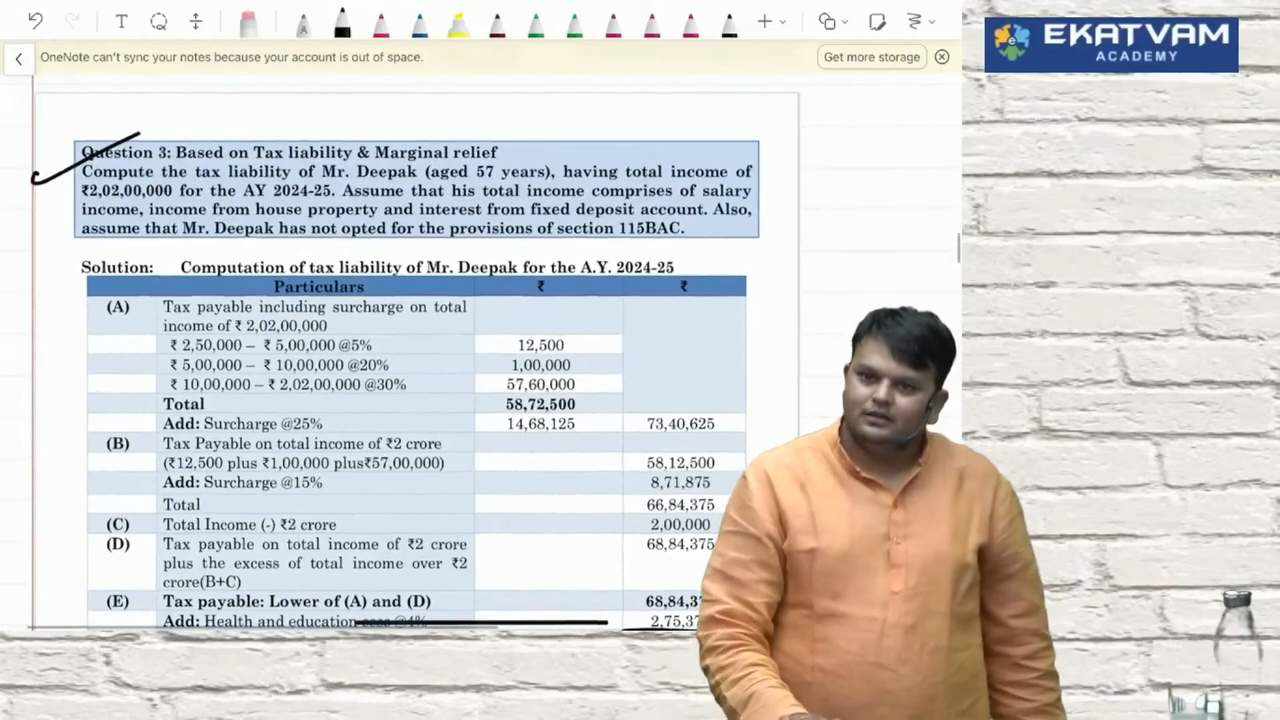 OneNote can't sync your notes because your account is out of space.
Get more storage
EKATVAM
ACADEMY
Question 3: Based on Tax liability & Marginal relief
Compute the tax liability of Mr. Deepak (aged 57 years), having total income of
₹2,02,00,000 for the AY 2024-25. Assume that his total income comprises of salary
income, income from house property and interest from fixed deposit account. Also,
assume that Mr. Deepak has not opted for the provisions of section 115BAC.
Solution: Computation of tax liability of Mr. Deepak for the A.Y. 2024-25
Particulars ₹ ₹
(A) Tax payable including surcharge on total
income of ₹ 2,02,00,000
₹ 2,50,000 – ₹ 5,00,000 @5% 12,500
₹ 5,00,000 – ₹ 10,00,000 @20% 1,00,000
₹ 10,00,000 – ₹ 2,02,00,000 @30% 57,60,000
Total 58,72,500
Add: Surcharge @25% 14,68,125 73,40,625
(B) Tax Payable on total income of ₹2 crore
(₹12,500 plus ₹1,00,000 plus₹57,00,000) 58,12,500
Add: Surcharge @15% 8,71,875
Total 66,84,375
(C) Total Income (-) ₹2 crore 2,00,000
(D) Tax payable on total income of ₹2 crore 68,84,375
plus the excess of total income over ₹2
crore(B+C)
(E) Tax payable: Lower of (A) and (D) 68,84,37
Add: Health and education cess @4% 2,75,37